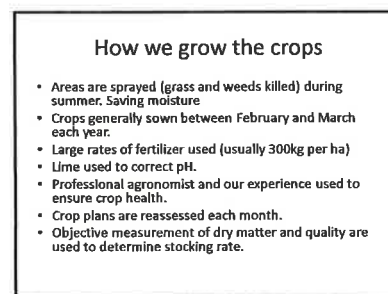 How we grow the crops
• Areas are sprayed (grass and weeds killed) during
summer. Saving moisture
• Crops generally sown between February and March
each year.
• Large rates of fertilizer used (usually 300kg per ha)
• Lime used to correct pH.
• Professional agronomist and our experience used to
ensure crop health.
• Crop plans are reassessed each month.
• Objective measurement of dry matter and quality are
used to determine stocking rate.